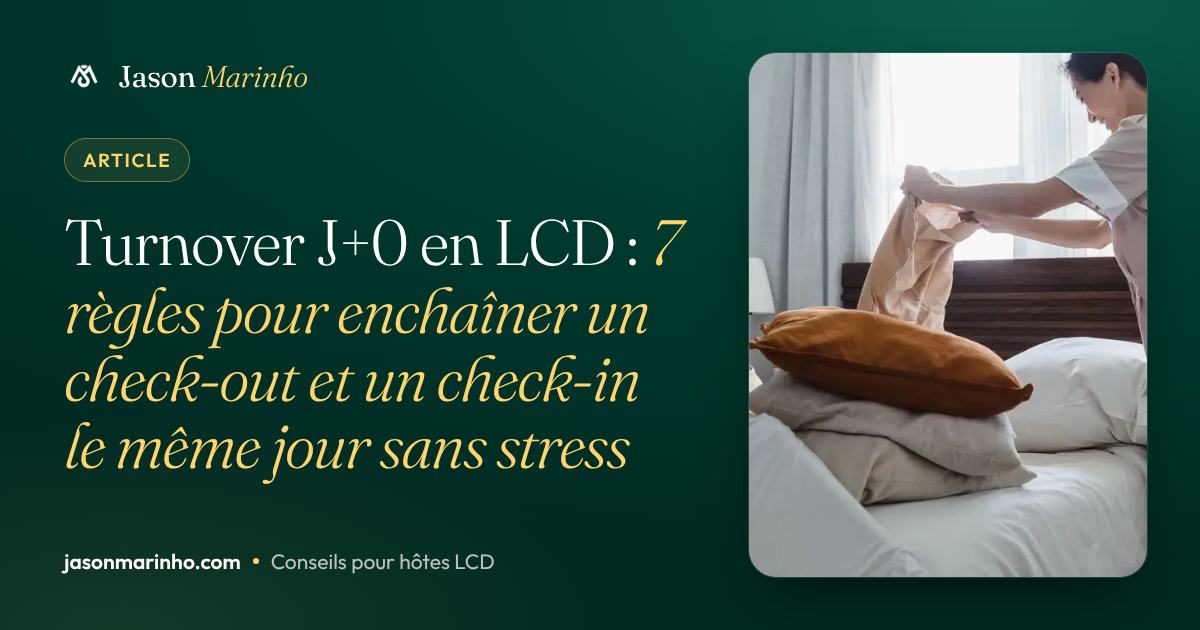 Jason Marinho
ARTICLE
Turnover J+0 en LCD : 7
règles pour enchaîner un
check-out et un check-in
le même jour sans stress
jasonmarinho.com • Conseils pour hôtes LCD